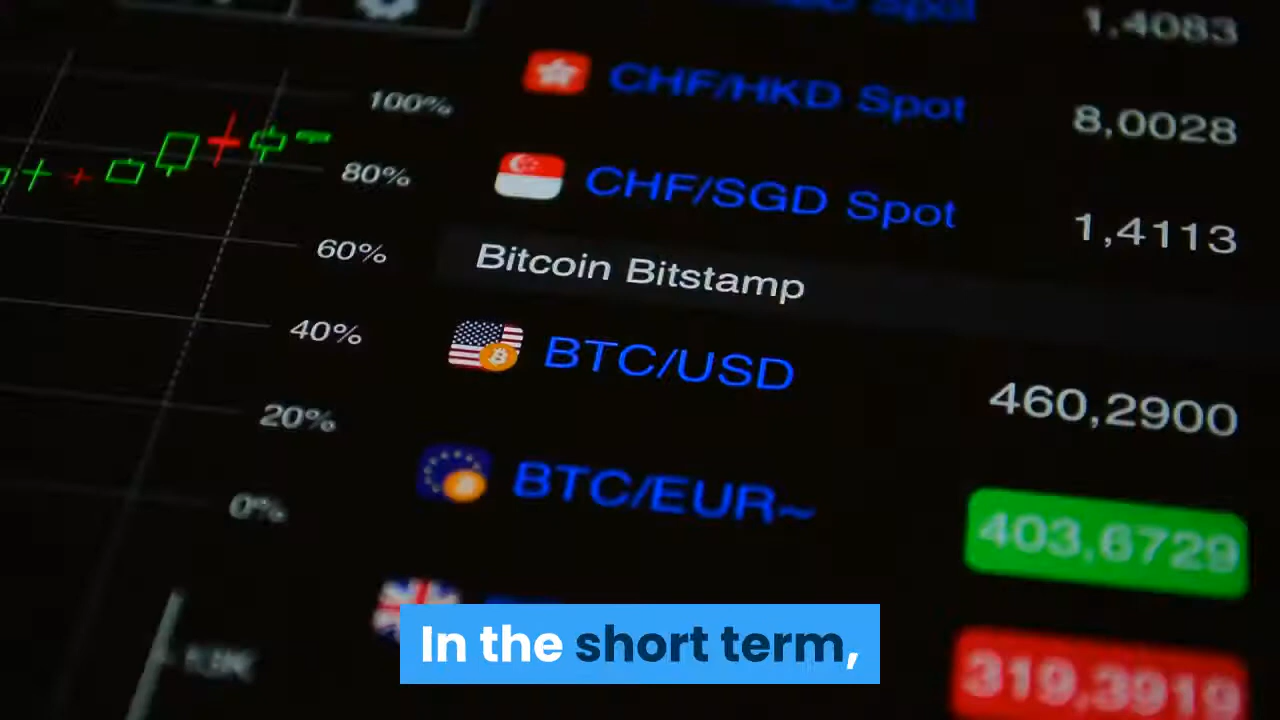 1,4083
CHF/HKD Spot 8,0028
CHF/SGD Spot 1,4113
Bitcoin Bitstamp
BTC/USD 460,2900
BTC/EUR~ 403,6729
319,3919
100%
80%
60%
40%
20%
0%
In the short term,